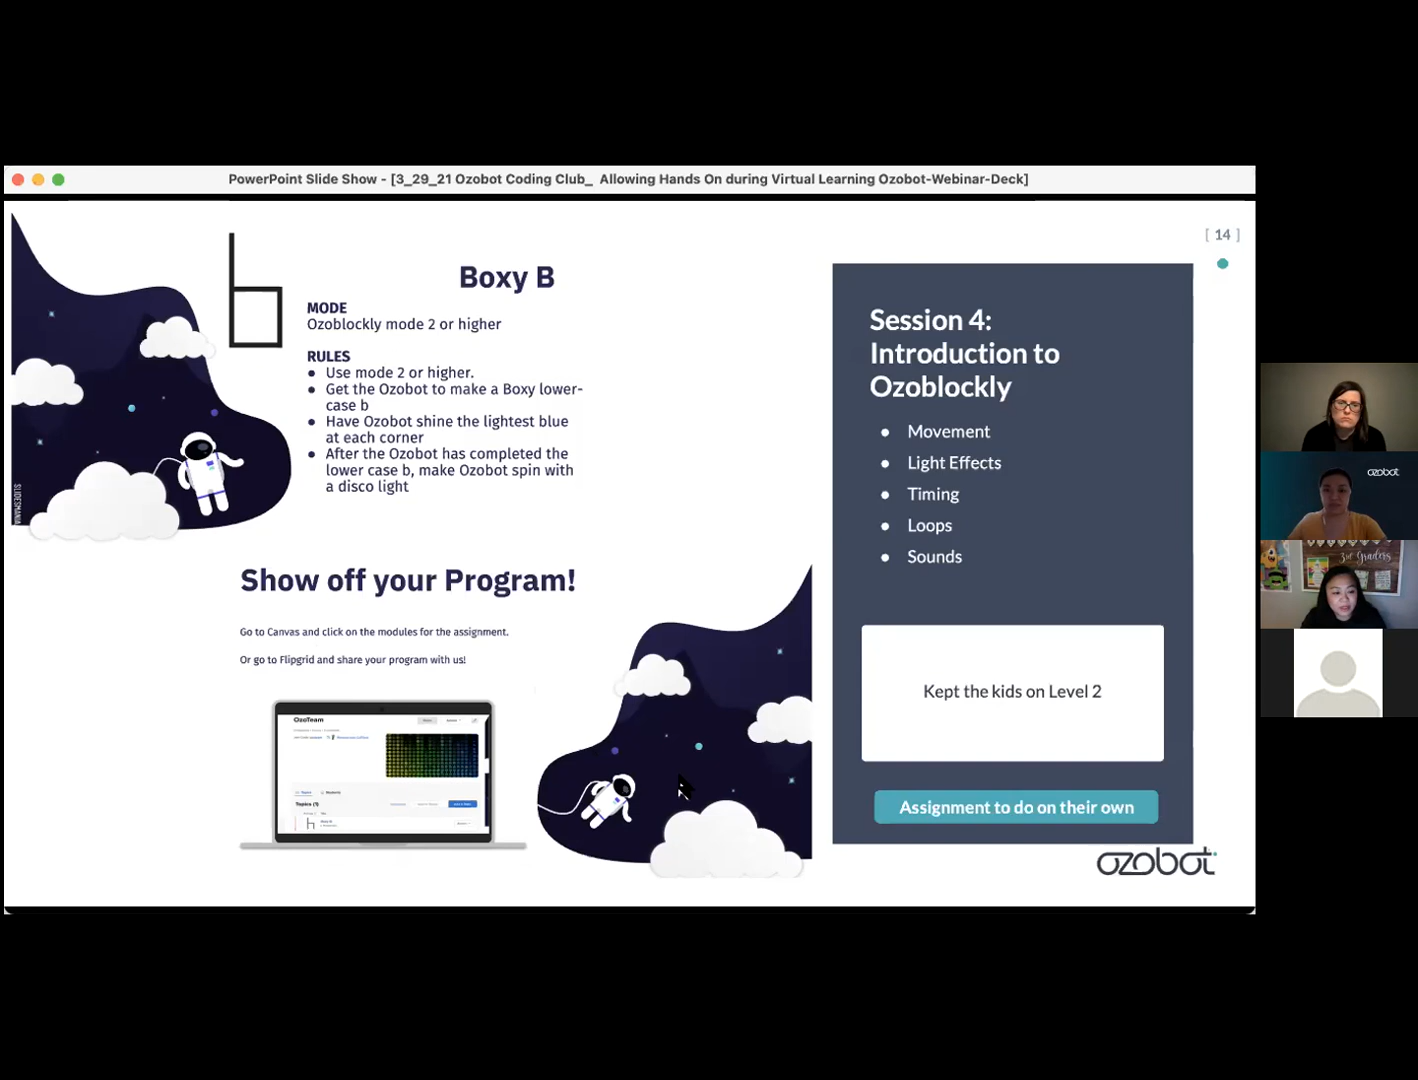 PowerPoint Slide Show - [3_29_21 Ozobot Coding Club_ Allowing Hands On during Virtual Learning Ozobot-Webinar-Deck]
[ 14 ]
Boxy B
MODE
Ozoblockly mode 2 or higher
RULES
● Use mode 2 or higher.
● Get the Ozobot to make a Boxy lower-
case b
● Have Ozobot shine the lightest blue
at each corner
● After the Ozobot has completed the
lower case b, make Ozobot spin with
a disco light
SLIDESMANIA
Show off your Program!
Go to Canvas and click on the modules for the assignment.
Or go to Flipgrid and share your program with us!
OzoTeam
Topics (1)
Session 4:
Introduction to
Ozoblockly
● Movement
● Light Effects
● Timing
● Loops
● Sounds
Kept the kids on Level 2
Assignment to do on their own
ozobot
ozobot
3rd Graders